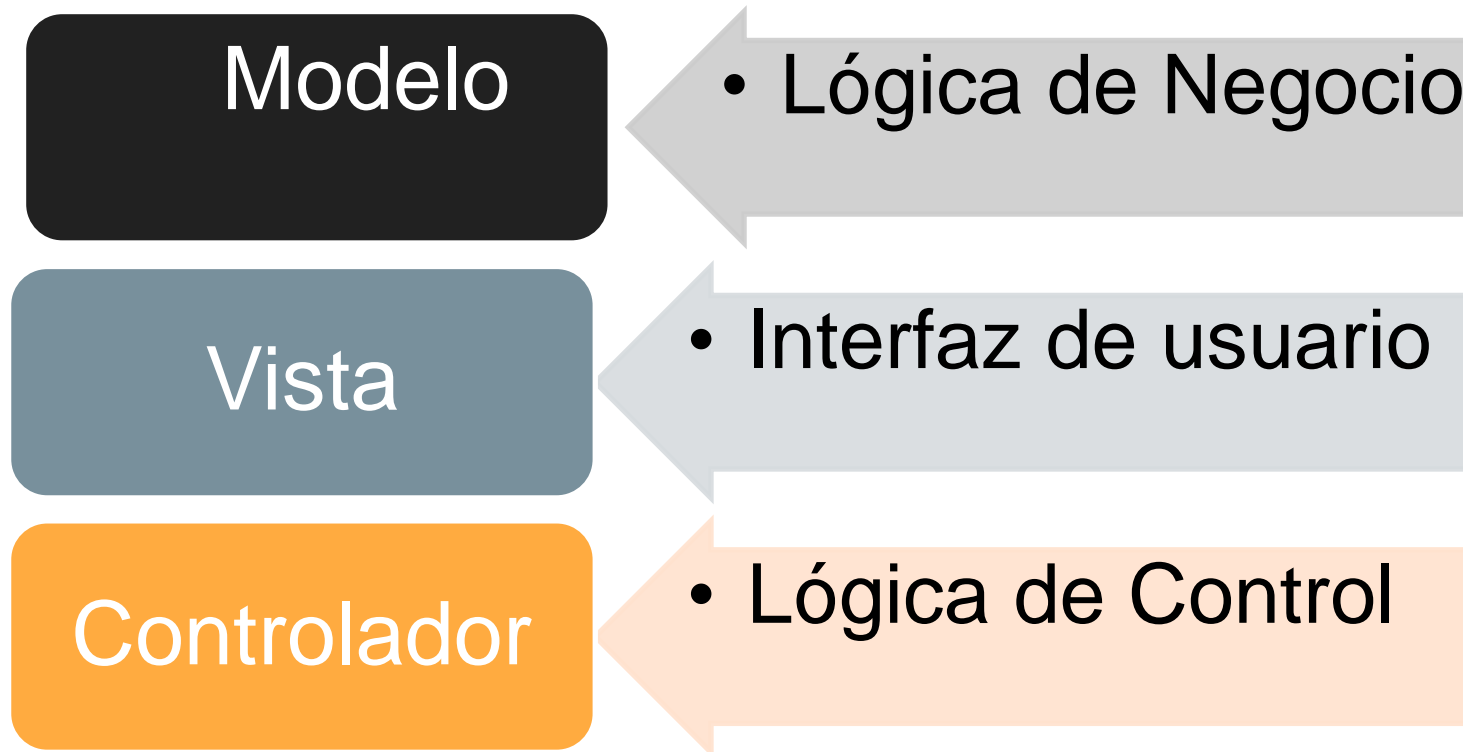 Modelo
• Lógica de Negocio
Vista
• Interfaz de usuario
Controlador
• Lógica de Control